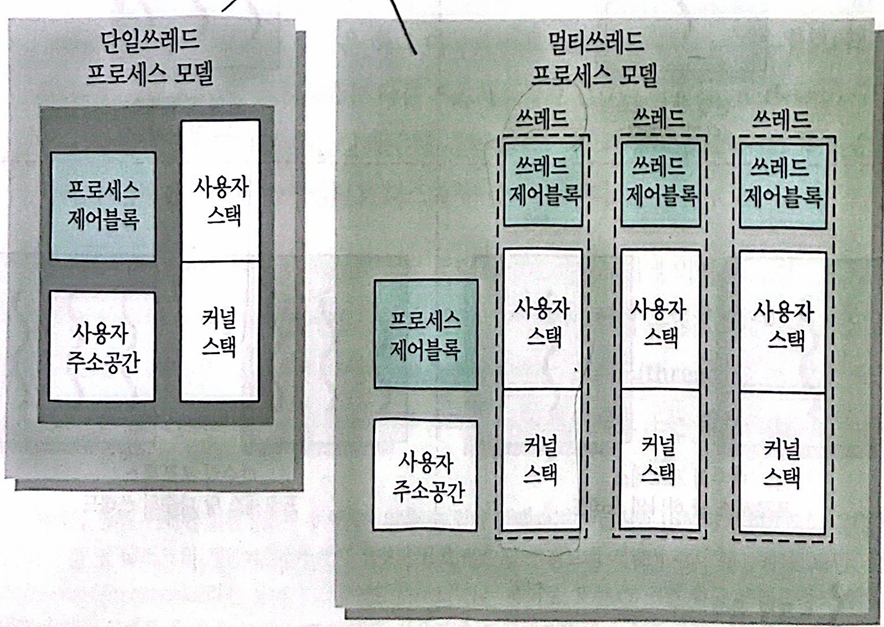 단일쓰레드
프로세스 모델
프로세스
제어블록
사용자
스택
사용자
주소공간
커널
스택
멀티쓰레드
프로세스 모델
쓰레드
쓰레드
쓰레드
쓰레드
제어블록
쓰레드
제어블록
쓰레드
제어블록
프로세스
제어블록
사용자
스택
사용자
스택
사용자
스택
사용자
주소공간
커널
스택
커널
스택
커널
스택